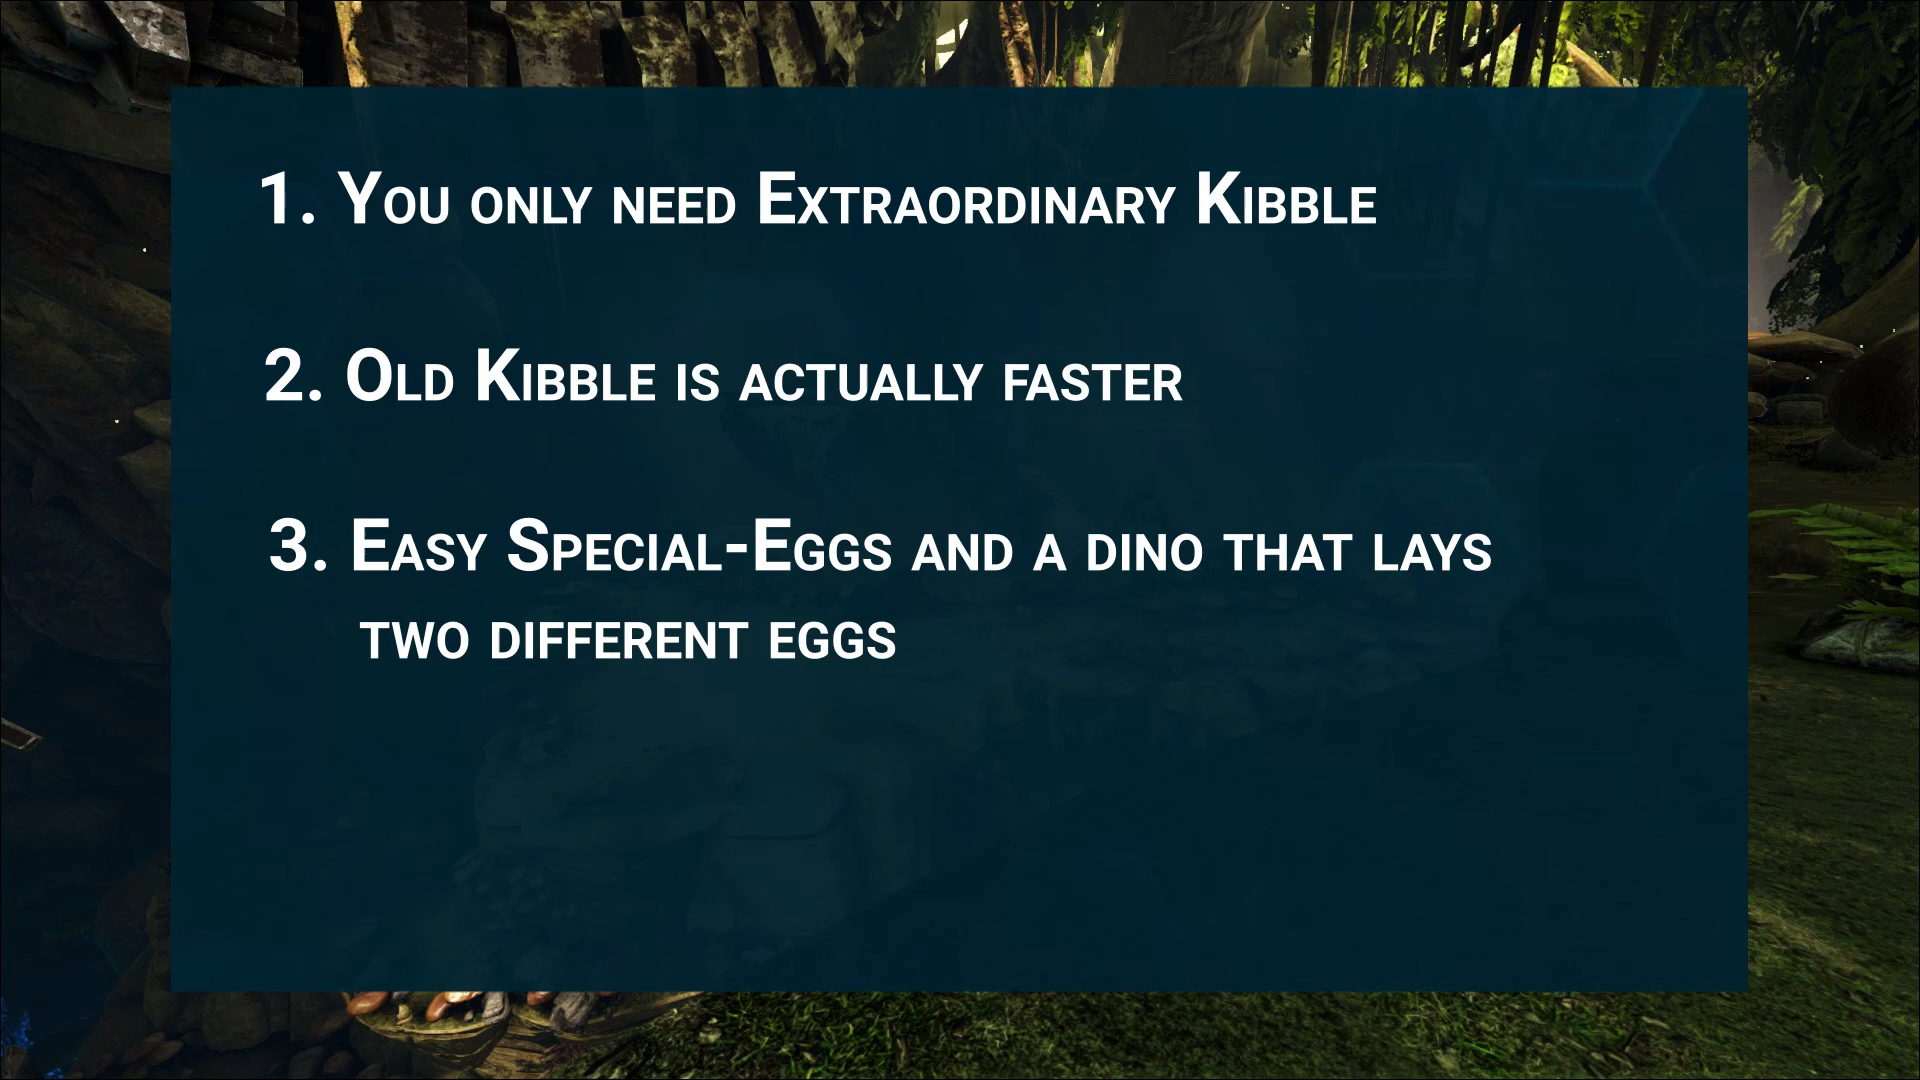 1. You only need Extraordinary Kibble
2. Old Kibble is actually faster
3. Easy Special-Eggs and a dino that lays
two different eggs